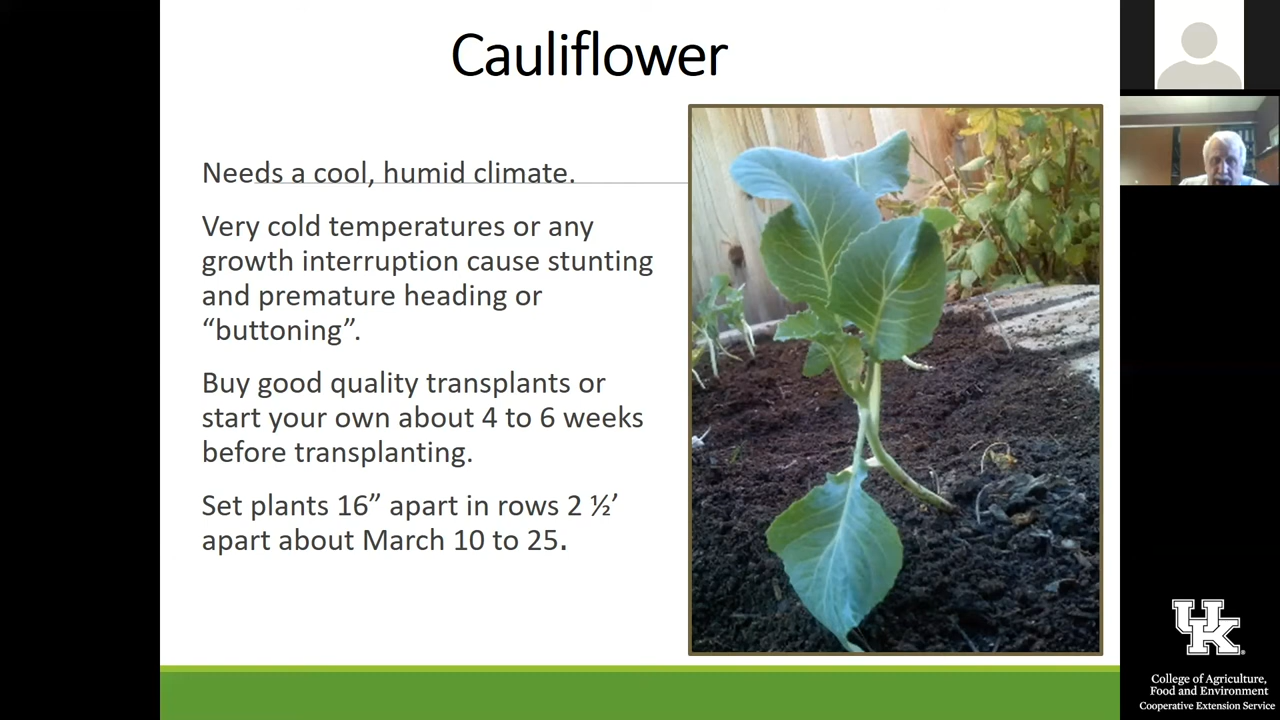 Cauliflower
Needs a cool, humid climate.
Very cold temperatures or any
growth interruption cause stunting
and premature heading or
“buttoning”.
Buy good quality transplants or
start your own about 4 to 6 weeks
before transplanting.
Set plants 16” apart in rows 2 ½’
apart about March 10 to 25.
UK
College of Agriculture,
Food and Environment
Cooperative Extension Service